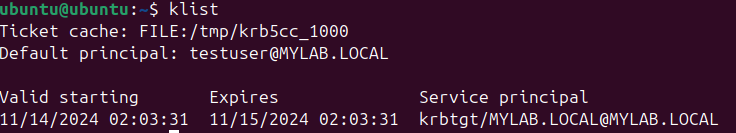 ubuntu@ubuntu:~$ klist
Ticket cache: FILE:/tmp/krb5cc_1000
Default principal: testuser@MYLAB.LOCAL
Valid starting Expires Service principal
11/14/2024 02:03:31 11/15/2024 02:03:31 krbtgt/MYLAB.LOCAL@MYLAB.LOCAL